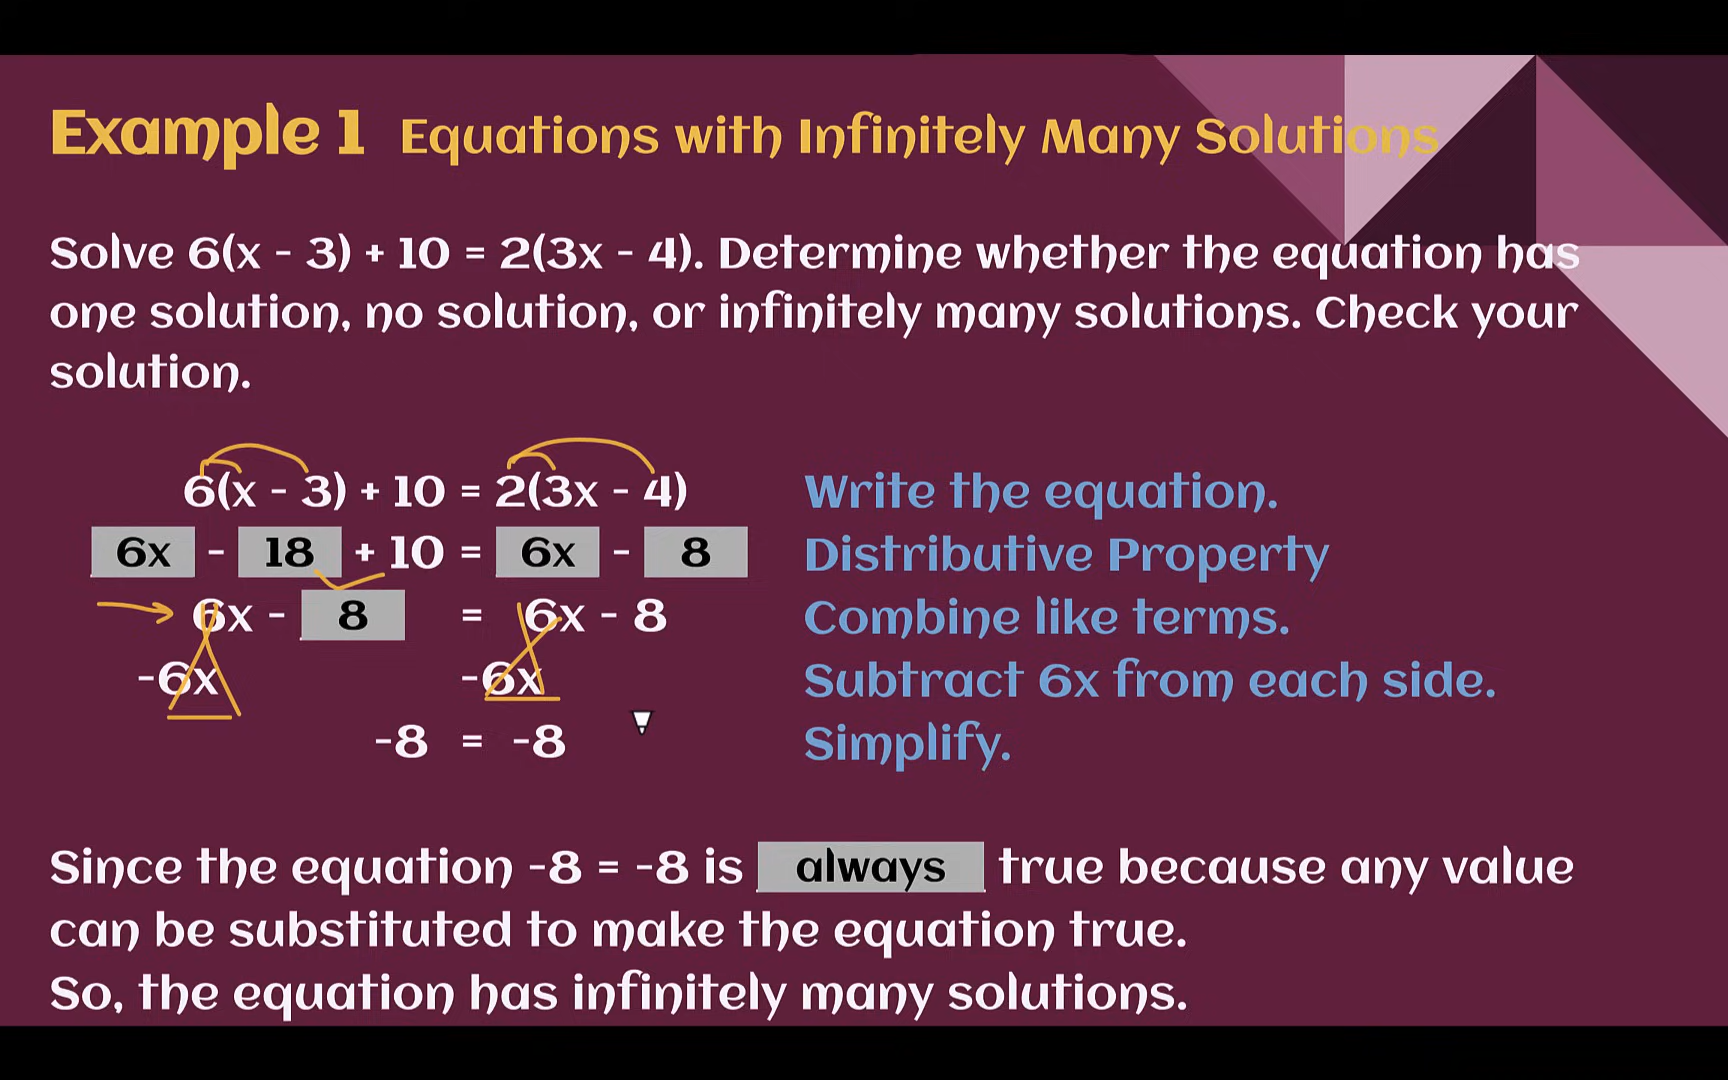 Example 1 Equations with Infinitely Many Solutions
Solve 6(x - 3) + 10 = 2(3x - 4). Determine whether the equation has
one solution, no solution, or infinitely many solutions. Check your
solution.
6(x - 3) + 10 = 2(3x - 4) Write the equation.
6x - 18 + 10 = 6x - 8 Distributive Property
6x - 8 = 6x - 8 Combine like terms.
-6x -6x Subtract 6x from each side.
-8 = -8 Simplify.
Since the equation -8 = -8 is always true because any value
can be substituted to make the equation true.
So, the equation has infinitely many solutions.